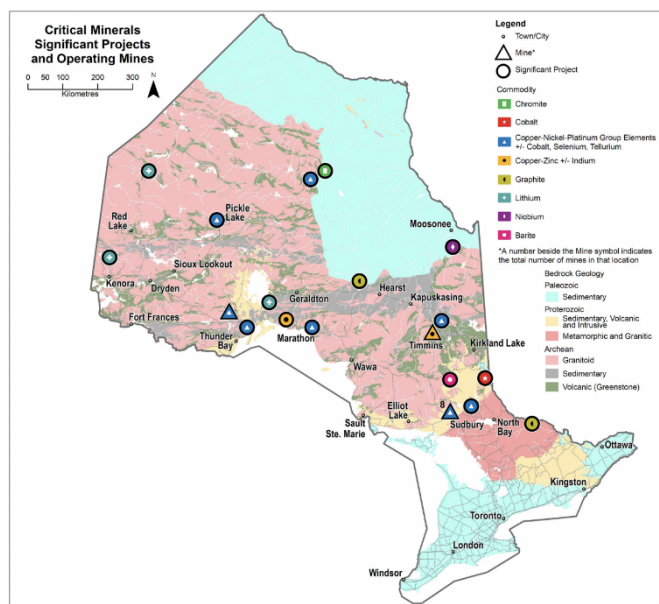 Critical Minerals
Significant Projects
and Operating Mines
100 50 0 100 200 300
Kilometres
N
Legend
Town/City
Mine*
Significant Project
Commodity
Chromite
Cobalt
Copper-Nickel-Platinum Group Elements
+/- Cobalt, Selenium, Tellurium
Copper-Zinc +/- Indium
Graphite
Lithium
Niobium
Barite
*A number beside the Mine symbol indicates
the total number of mines in that location
Bedrock Geology
Paleozoic
Sedimentary
Proterozoic
Sedimentary, Volcanic
and Intrusive
Metamorphic and Granitic
Archean
Granitoid
Sedimentary
Volcanic (Greenstone)
Pickle
Lake
Red
Lake
Moosonee
Sioux Lookout
Kenora
Dryden
Geraldton
Hearst
Kapuskasing
Fort Frances
Thunder
Bay
Marathon
Timmins
Kirkland Lake
Wawa
8
Elliot
Lake
Sudbury
North
Bay
Sault
Ste. Marie
Ottawa
Kingston
Toronto
London
Windsor